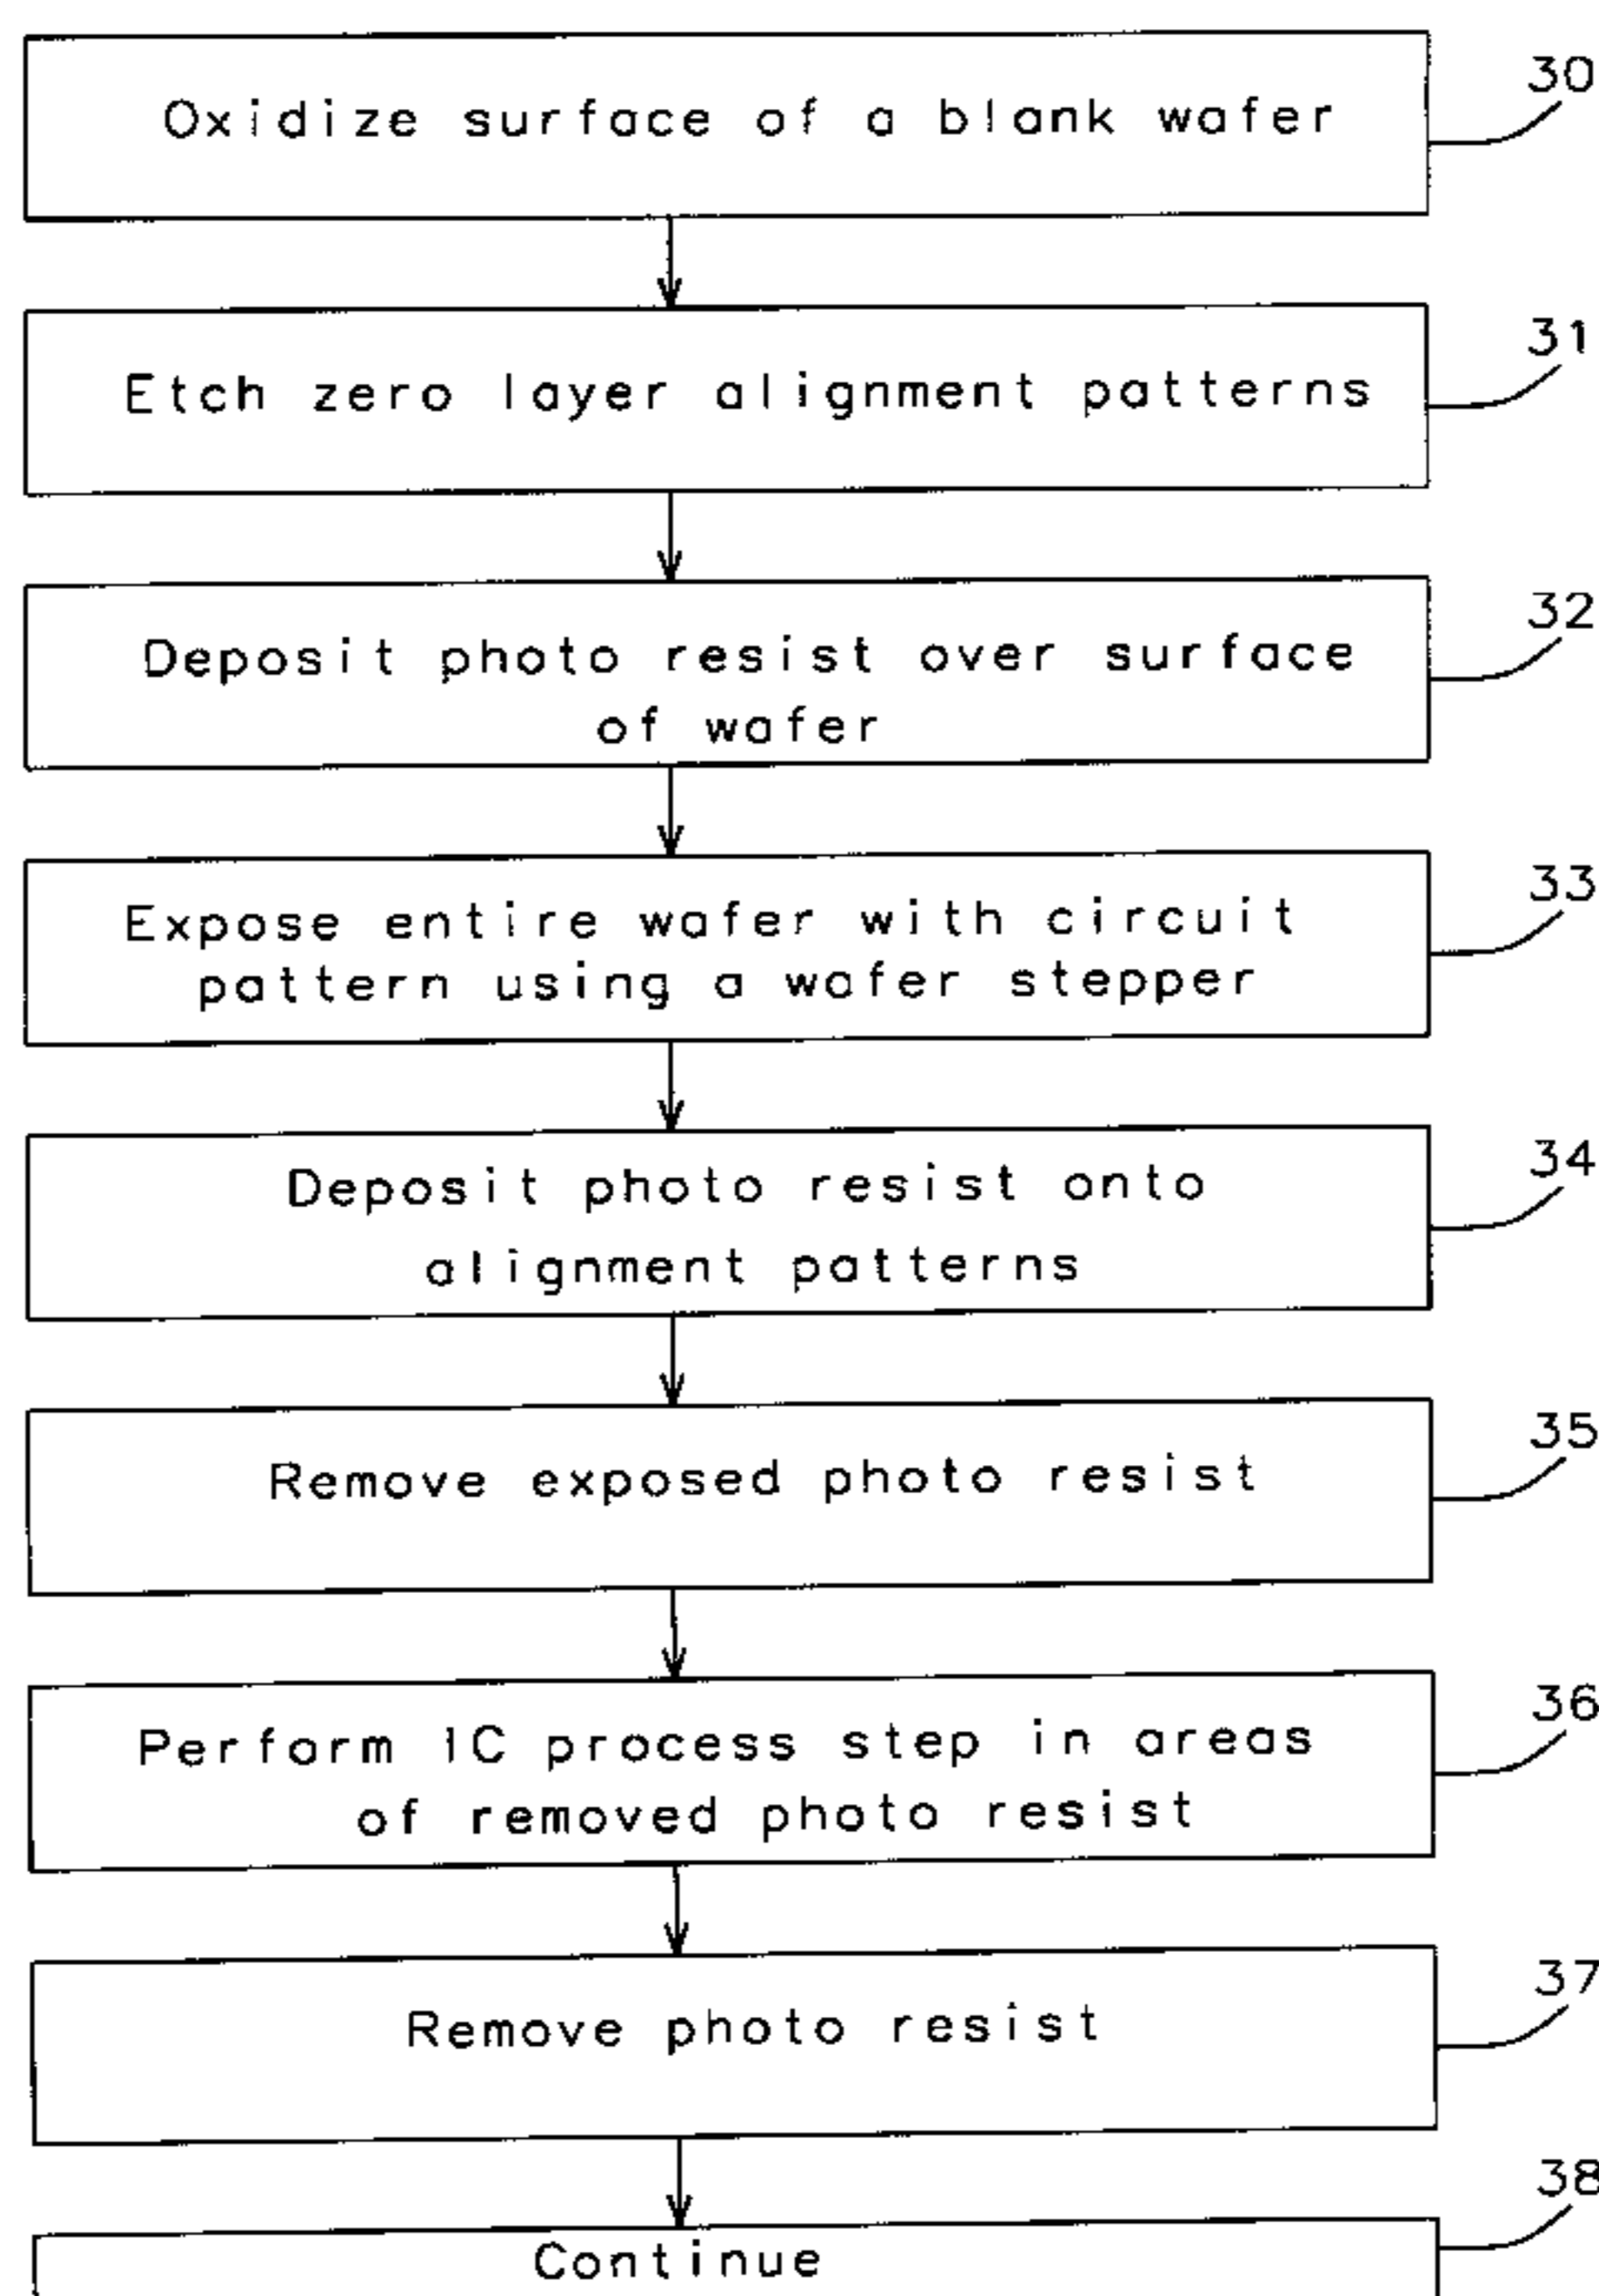 30
Oxidize surface of a blank wafer
31
Etch zero layer alignment patterns
32
Deposit photo resist over surface
of wafer
33
Expose entire wafer with circuit
pattern using a wafer stepper
34
Deposit photo resist onto
alignment patterns
35
Remove exposed photo resist
36
Perform IC process step in areas
of removed photo resist
37
Remove photo resist
38
Continue